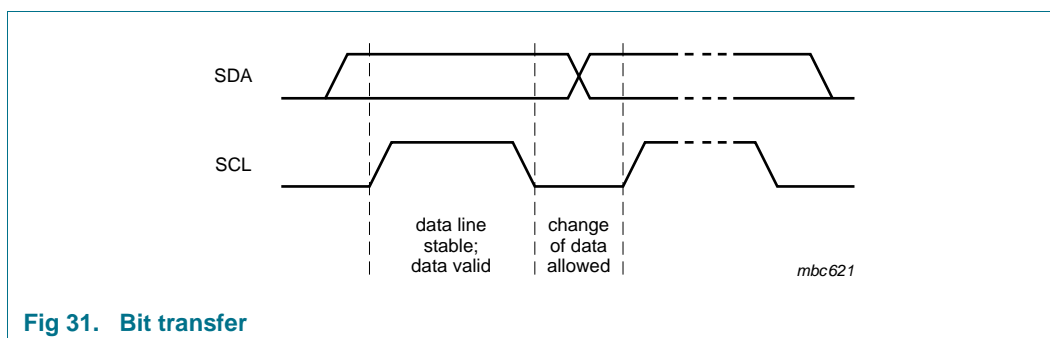 SDA
SCL
data line
stable;
data valid
change
of data
allowed
mbc621
Fig 31. Bit transfer